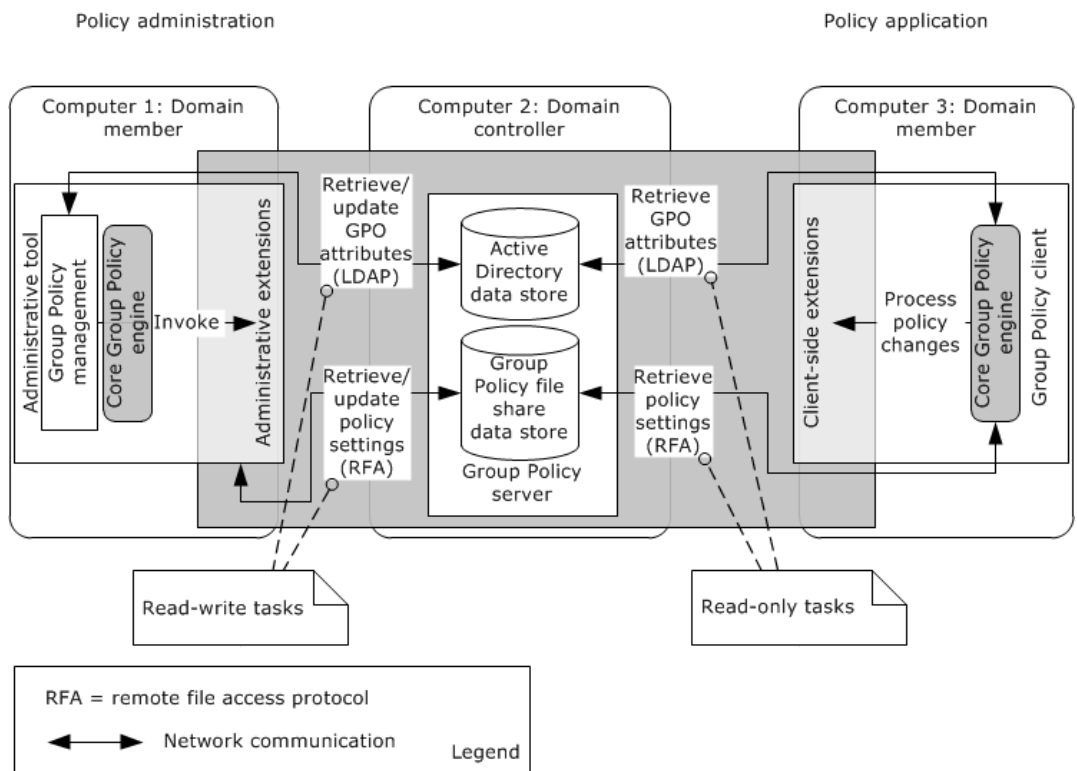 Policy administration
Policy application
Computer 1: Domain
member
Computer 2: Domain
controller
Computer 3: Domain
member
Administrative tool
Group Policy
management
Core Group Policy
engine
Invoke
Administrative extensions
Retrieve/
update
GPO
attributes
(LDAP)
Retrieve/
update
policy
settings
(RFA)
Active
Directory
data store
Group
Policy file
share
data store
Group Policy
server
Retrieve
GPO
attributes
(LDAP)
Retrieve
policy
settings
(RFA)
Client-side extensions
Process
policy
changes
Core Group Policy
engine
Group Policy client
Read-write tasks
Read-only tasks
RFA = remote file access protocol
Network communication
Legend